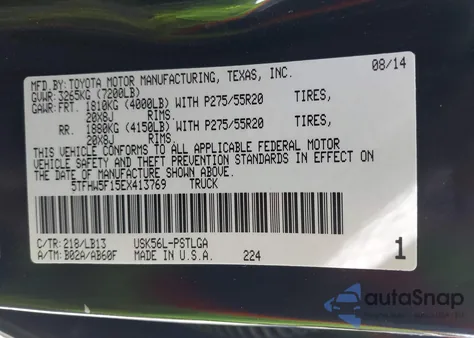 MFD.BY:TOYOTA MOTOR MANUFACTURING, TEXAS, INC. 08/14
GVWR: 3265KG (7200LB)
GAWR: FRT. 1810KG (4000LB) WITH P275/55R20 TIRES,
20X8J RIMS.
RR. 1880KG (4150LB) WITH P275/55R20 TIRES,
20X8J RIMS.
THIS VEHICLE CONFORMS TO ALL APPLICABLE FEDERAL MOTOR
VEHICLE SAFETY AND THEFT PREVENTION STANDARDS IN EFFECT
ON THE DATE OF MANUFACTURE SHOWN ABOVE.
5TFHW5F15EX413769 TRUCK
C/TR:218/LB13 USK56L-PSTLGA
A/TM:B02A/AB60F MADE IN U.S.A. 224 1
autoSnap